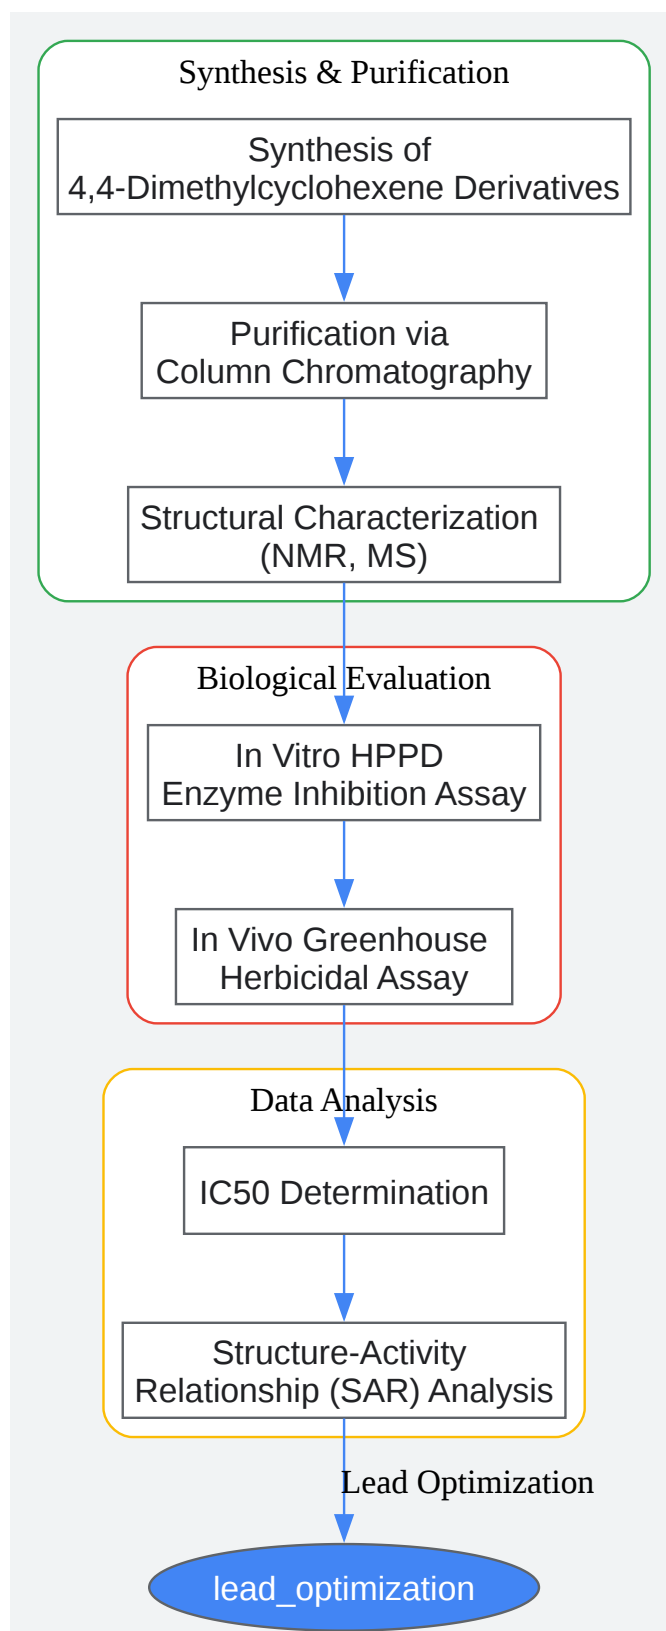 Synthesis & Purification
Synthesis of
4,4-Dimethylcyclohexene Derivatives
Purification via
Column Chromatography
Structural Characterization
(NMR, MS)
Biological Evaluation
In Vitro HPPD
Enzyme Inhibition Assay
In Vivo Greenhouse
Herbicidal Assay
Data Analysis
IC50 Determination
Structure-Activity
Relationship (SAR) Analysis
Lead Optimization
lead_optimization